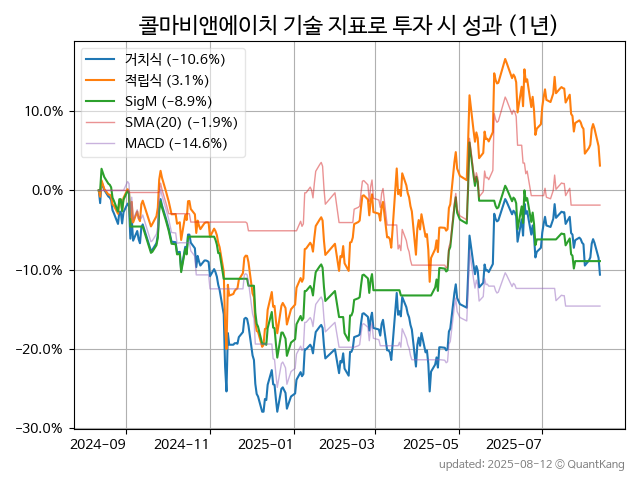 콜마비앤에이치 기술 지표로 투자 시 성과 (1년)
거치식 (−10.6%)
적립식 (3.1%)
SigM (−8.9%)
SMA(20) (−1.9%)
MACD (−14.6%)
10.0%
0.0%
−10.0%
−20.0%
−30.0%
2024-09 2024-11 2025-01 2025-03 2025-05 2025-07
updated: 2025-08-12 © QuantKang